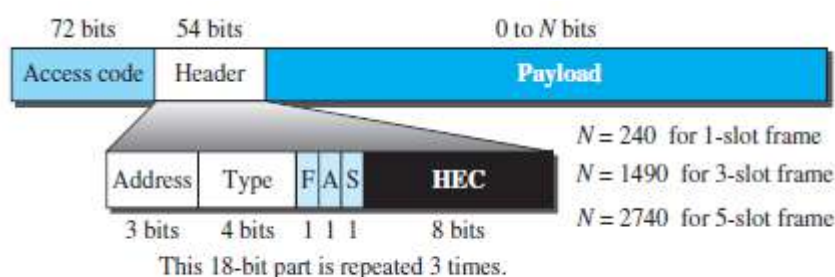 72 bits 54 bits 0 to N bits
Access code Header Payload
N = 240 for 1-slot frame
Address Type F A S HEC
N = 1490 for 3-slot frame
3 bits 4 bits 1 1 1 8 bits
N = 2740 for 5-slot frame
This 18-bit part is repeated 3 times.